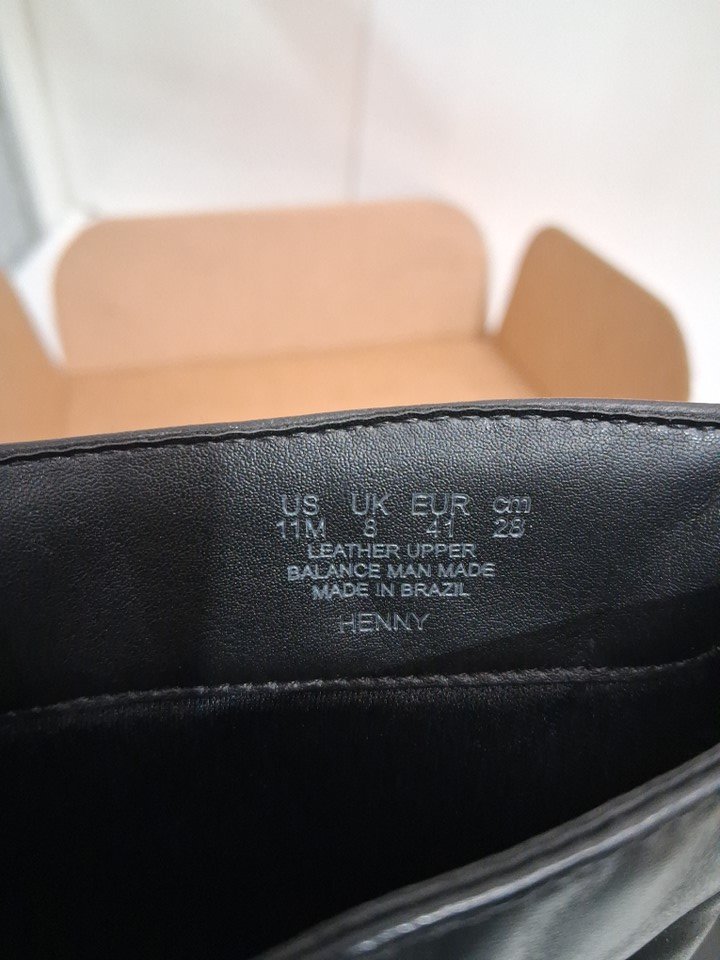 US UK EUR cm
11M 8 41 28
LEATHER UPPER
BALANCE MAN MADE
MADE IN BRAZIL
HENNY